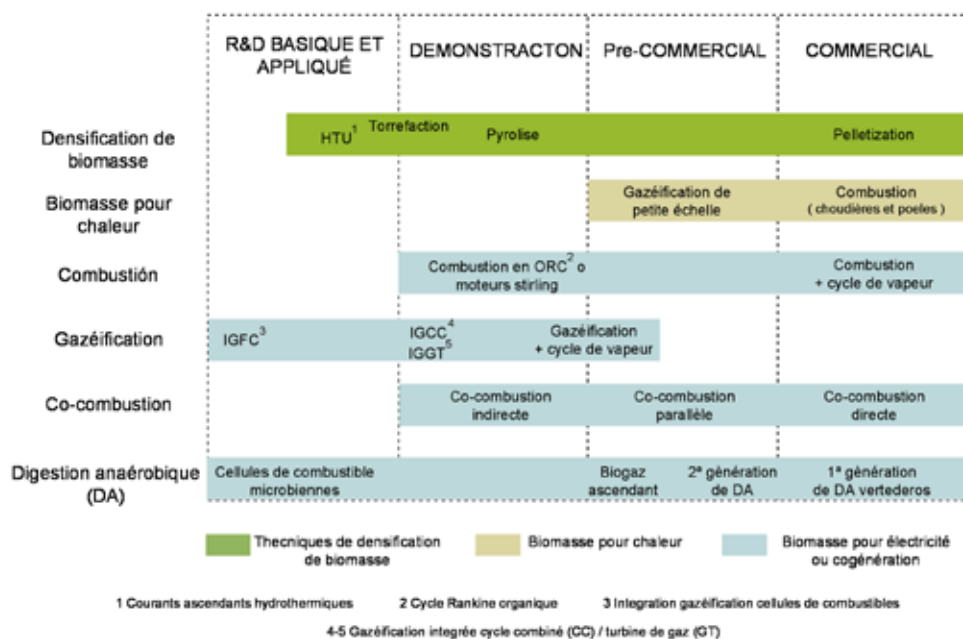 R&D BASIQUE ET
APPLIQUÉ
DEMONSTRACTON
Pre-COMMERCIAL
COMMERCIAL
Densification de
biomasse
HTU1
Torrefaction
Pyrolise
Pelletization
Biomasse pour
chaleur
Gazéification de
petite échelle
Combustion
( choudières et poeles )
Combustión
Combustion en ORC2 o
moteurs stirling
Combustion
+ cycle de vapeur
Gazéification
IGFC3
IGCC4
IGGT5
Gazéification
+ cycle de vapeur
Co-combustion
Co-combustion
indirecte
Co-combustion
parallèle
Co-combustion
directe
Digestion anaérobique
(DA)
Cellules de combustible
microbiennes
Biogaz
ascendant
2ª gènération
de DA
1ª gènération
de DA vertederos
Thecniques de densification
de biomasse
Biomasse pour chaleur
Biomasse pour électricité
ou cogénération
1 Courants ascendants hydrothermiques
2 Cycle Rankine organique
3 Integration gazéification cellules de combustibles
4-5 Gazéification integrée cycle combiné (CC) / turbine de gaz (GT)